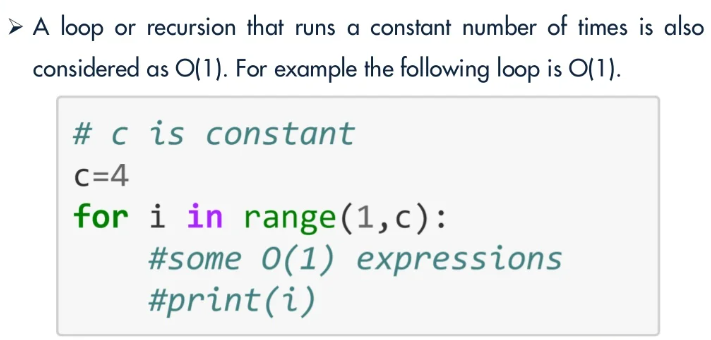 ➤ A loop or recursion that runs a constant number of times is also
considered as O(1). For example the following loop is O(1).
# c is constant
c=4
for i in range(1,c):
    #some O(1) expressions
    #print(i)